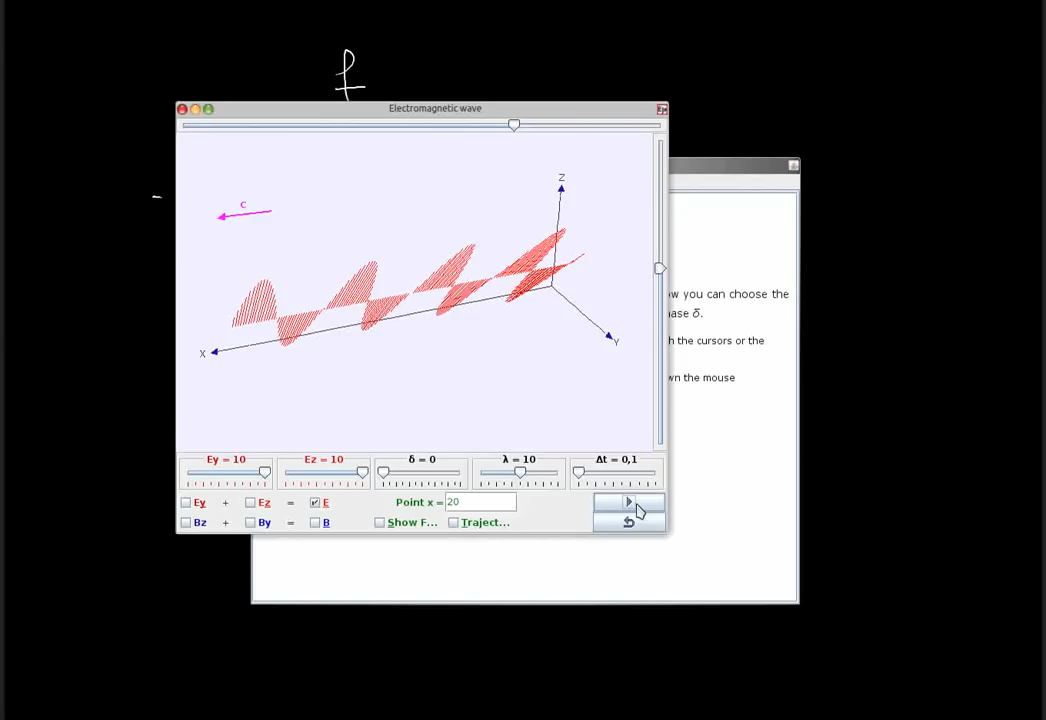 f
Electromagnetic wave
Z
C
X
Y
ow you can choose the
hase δ.
h the cursors or the
wn the mouse
Ey = 10 Ez = 10 δ = 0 λ = 10 Δt = 0,1
Ey + Ez = E Point x = 20
Bz + By = B Show F... Traject...